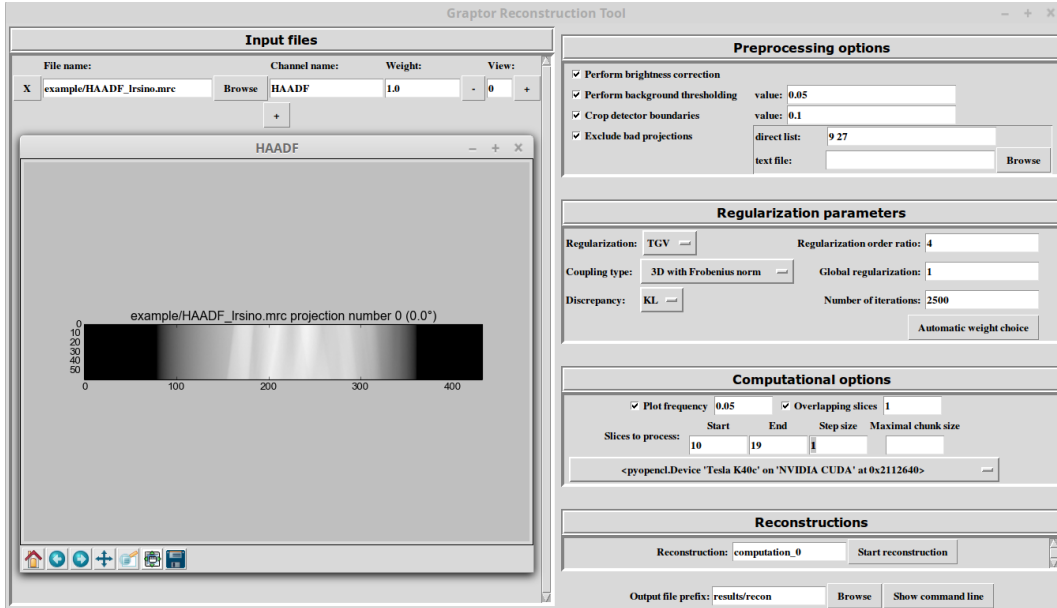 Graptor Reconstruction Tool
Input files
File name: Channel name: Weight: View:
X example/HAADF_lrsino.mrc Browse HAADF 1.0 - 0 +
+
HAADF
example/HAADF_lrsino.mrc projection number 0 (0.0°)
0
10
20
30
40
50
0 100 200 300 400
Preprocessing options
Perform brightness correction
Perform background thresholding value: 0.05
Crop detector boundaries value: 0.1
Exclude bad projections direct list: 9 27
text file: Browse
Regularization parameters
Regularization: TGV Regularization order ratio: 4
Coupling type: 3D with Frobenius norm Global regularization: 1
Discrepancy: KL Number of iterations: 2500
Automatic weight choice
Computational options
Plot frequency 0.05 Overlapping slices 1
Start End Step size Maximal chunk size
Slices to process: 10 19 1
<pyopencl.Device 'Tesla K40c' on 'NVIDIA CUDA' at 0x2112640>
Reconstructions
Reconstruction: computation_0 Start reconstruction
Output file prefix: results/recon Browse Show command line